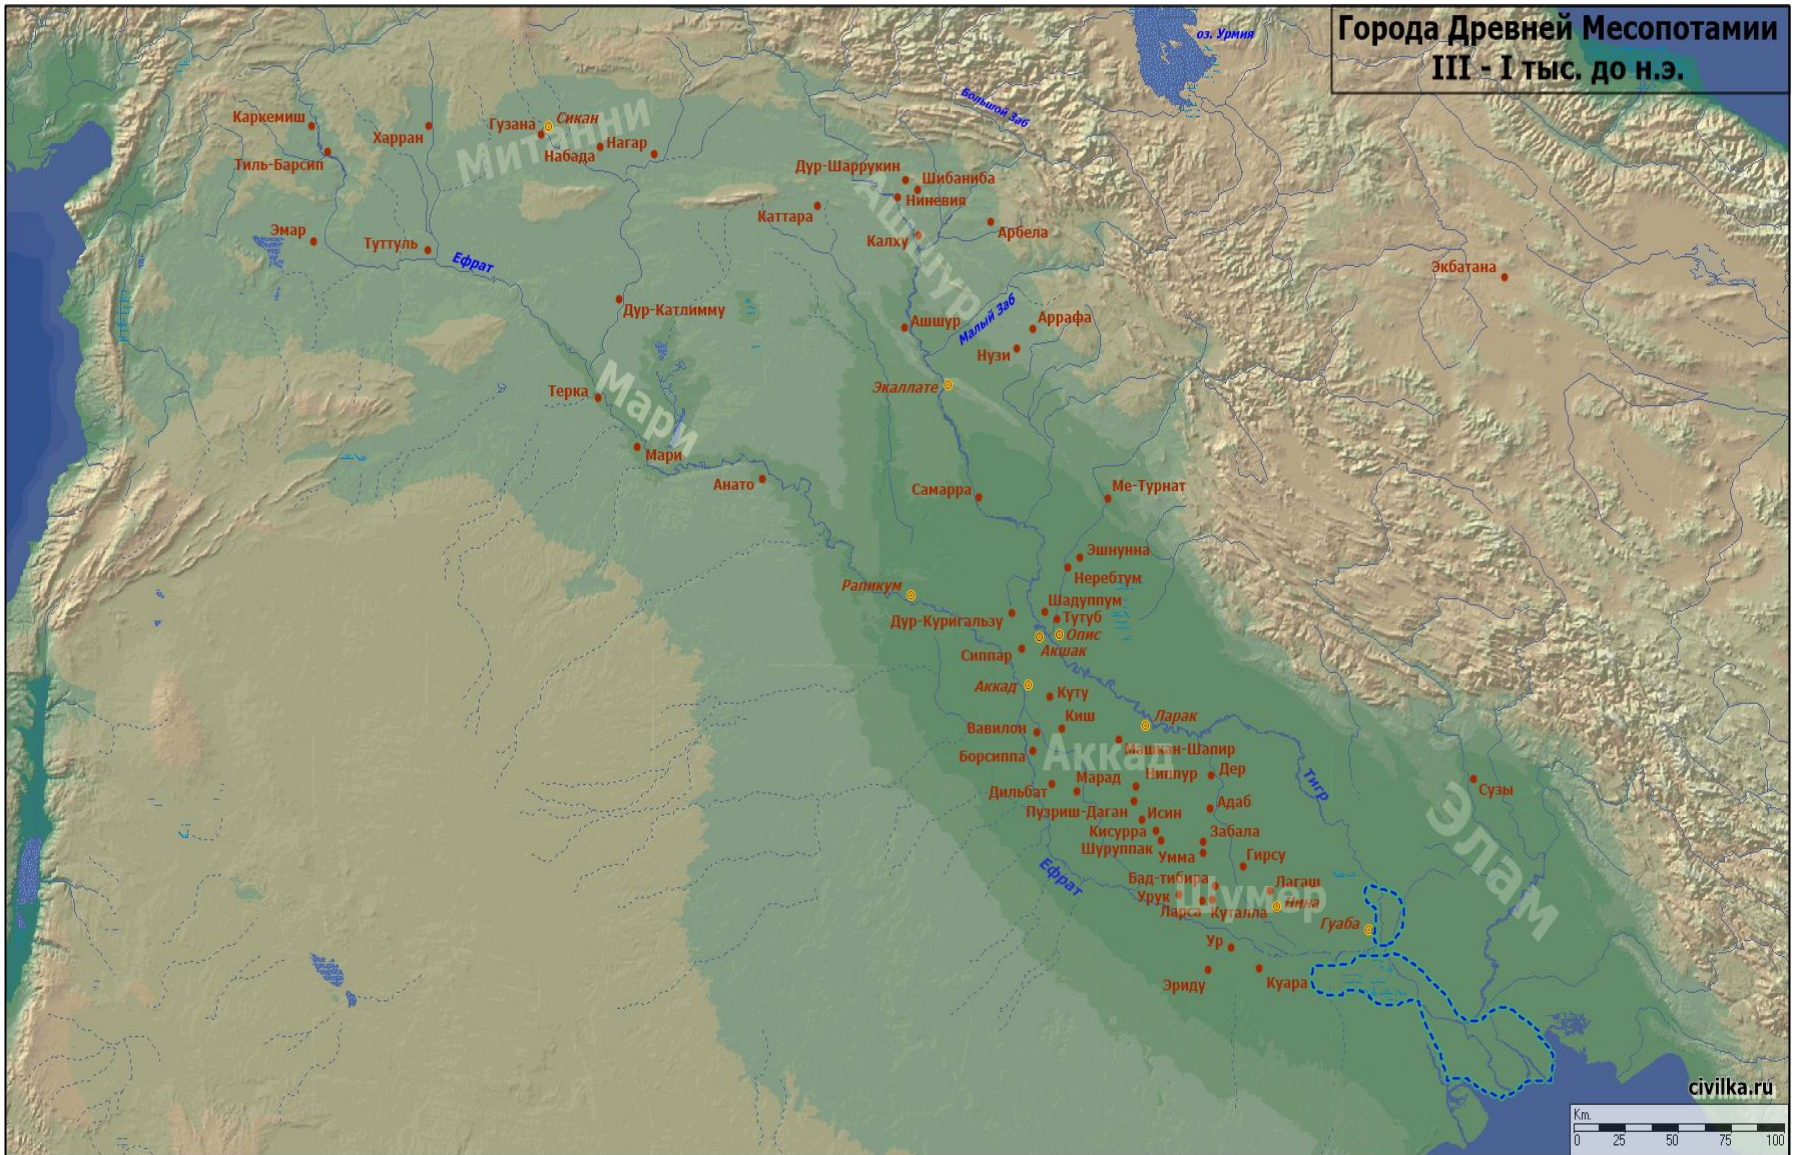 Города Древней Месопотамии
III - I тыс. до н.э.
оз. Урмия
Большой Заб
Каркемиш
Тиль-Барсип
Харран
Гузана
Сикан
Митанни
Набада
Нагар
Дур-Шаррукин
Шибаниба
Ниневия
Каттара
Ашшур
Калху
Арбела
Эмар
Туттуль
Ефрат
Экбатана
Дур-Катлимму
Ашшур
Малый Заб
Аррафа
Нузи
Экаллате
Терка
Мари
Мари
Анато
Самарра
Ме-Турнат
Эшнунна
Неребтум
Рапикум
Шадуппум
Дур-Куригальзу
Тутуб
Опис
Акшак
Сиппар
Аккад
Куту
Киш
Ларак
Вавилон
Машкан-Шапир
Борсиппа
Аккад
Дер
Марад
Ниппур
Тигр
Сузы
Дильбат
Пузриш-Даган
Исин
Адаб
Элам
Кисурра
Забала
Шуруппак
Умма
Гирсу
Ефрат
Бад-тибира
Лагаш
Урук
Шумер
Нина
Ларса
Куталла
Гуаба
Ур
Эриду
Куара
civilka.ru
Km.
0 25 50 75 100